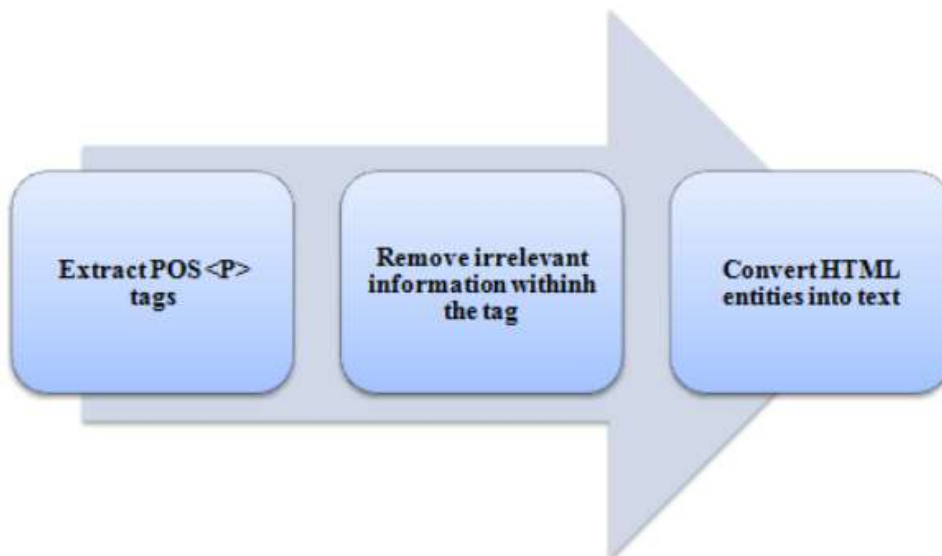 Extract POS <P>
tags
Remove irrelevant
information withinh
the tag
Convert HTML
entities into text